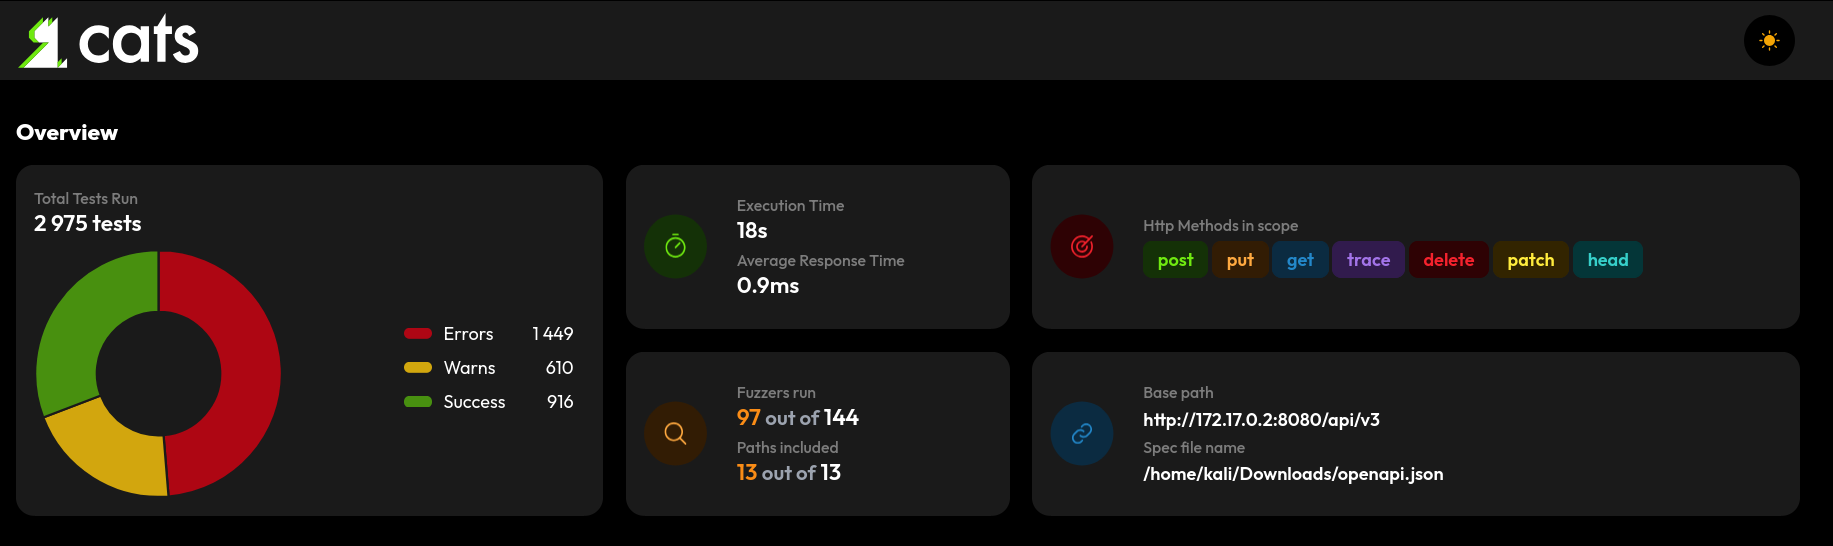 cats
Overview
Total Tests Run
2 975 tests
Errors 1 449
Warns 610
Success 916
Execution Time
18s
Average Response Time
0.9ms
Http Methods in scope
post put get trace delete patch head
Fuzzers run
97 out of 144
Paths included
13 out of 13
Base path
http://172.17.0.2:8080/api/v3
Spec file name
/home/kali/Downloads/openapi.json